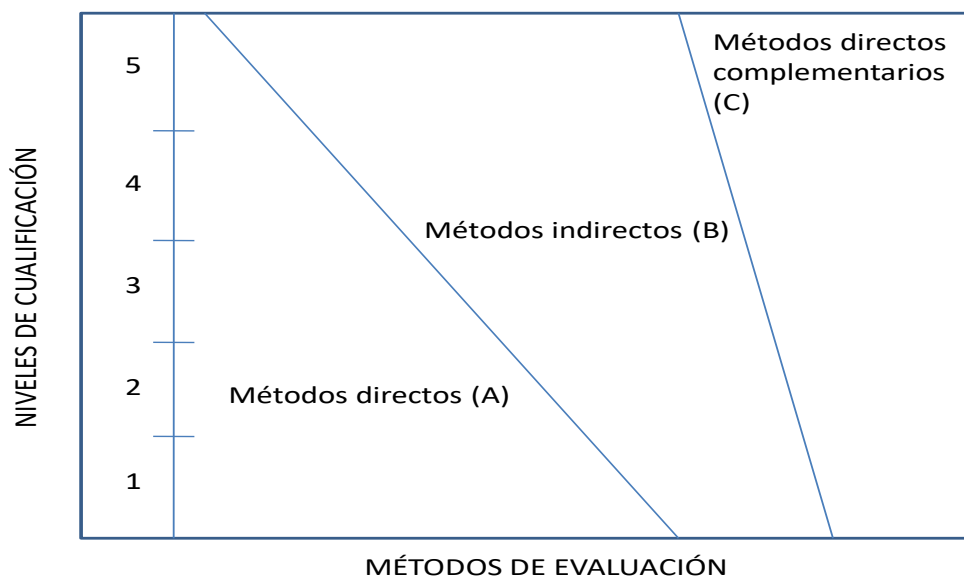 Métodos directos
complementarios
(C)
5
4
Métodos indirectos (B)
3
2
Métodos directos (A)
1
NIVELES DE CUALIFICACIÓN
MÉTODOS DE EVALUACIÓN